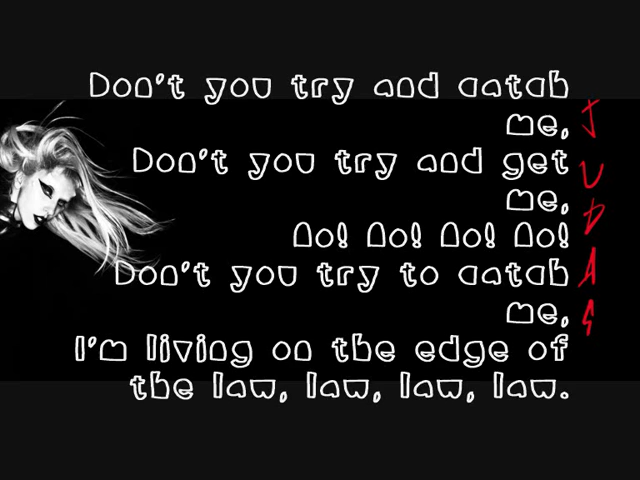 Don't you try and catch
me,
Don't you try and get
me,
No! No! No! No!
Don't you try to catch
me,
I'm living on the edge of
the law, law, law, law.
JUDAS